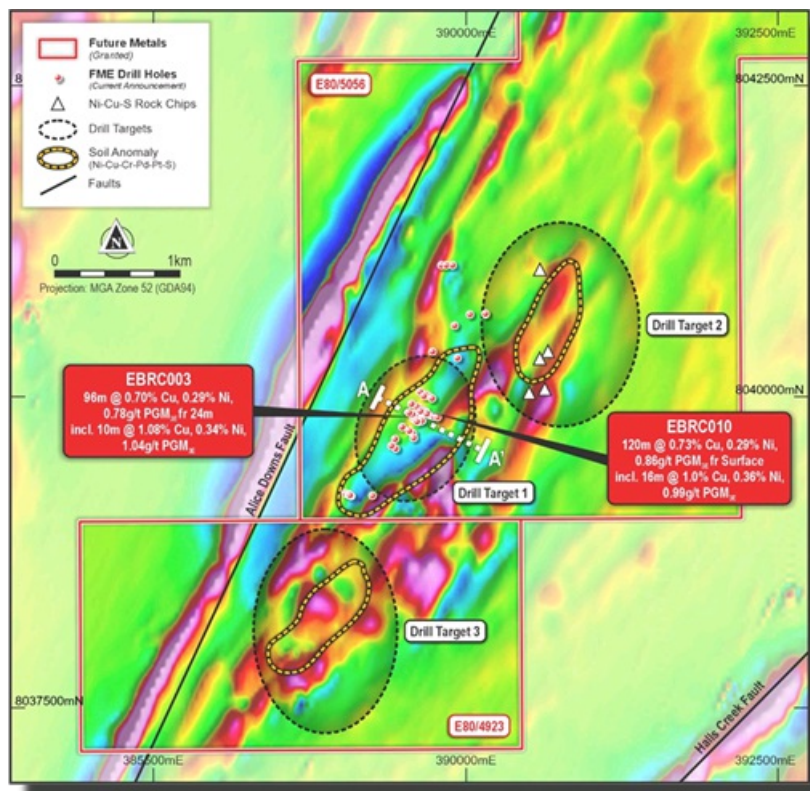 390000mE
392500mE
Future Metals
(Granted)
FME Drill Holes
(Current Announcement)
Ni-Cu-S Rock Chips
Drill Targets
Soil Anomaly
(Ni-Cu-Cr-Pd-Pt-S)
Faults
8
8042500mN
E80/5056
N
0 1km
Projection: MGA Zone 52 (GDA94)
Drill Target 2
EBRC003
96m @ 0.70% Cu, 0.29% Ni,
0.78g/t PGM3E fr 24m
incl. 10m @ 1.08% Cu, 0.34% Ni,
1.04g/t PGM3E
A
A'
8040000mN
EBRC010
120m @ 0.73% Cu, 0.29% Ni,
0.86g/t PGM3E fr Surface
incl. 16m @ 1.0% Cu, 0.36% Ni,
0.99g/t PGM3E
Alice Downs Fault
Drill Target 1
Drill Target 3
8037500mN
E80/4923
Halls Creek Fault
385500mE
390000mE
392500mE